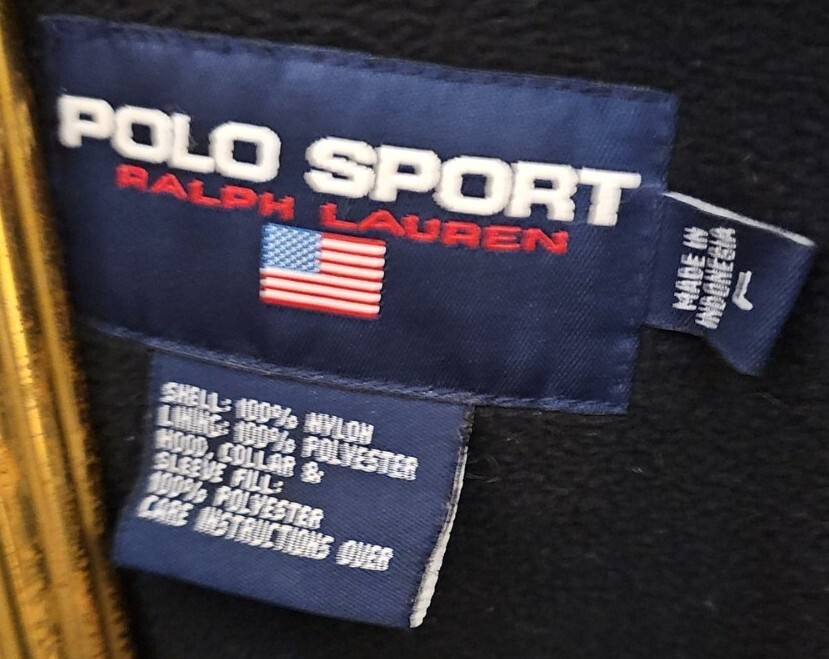 POLO SPORT
RALPH LAUREN
MADE IN
INDONESIA
L
SHELL: 100% NYLON
LINING: 100% POLYESTER
HOOD, COLLAR &
SLEEVE FILL:
100% POLYESTER
CARE INSTRUCTIONS OVER